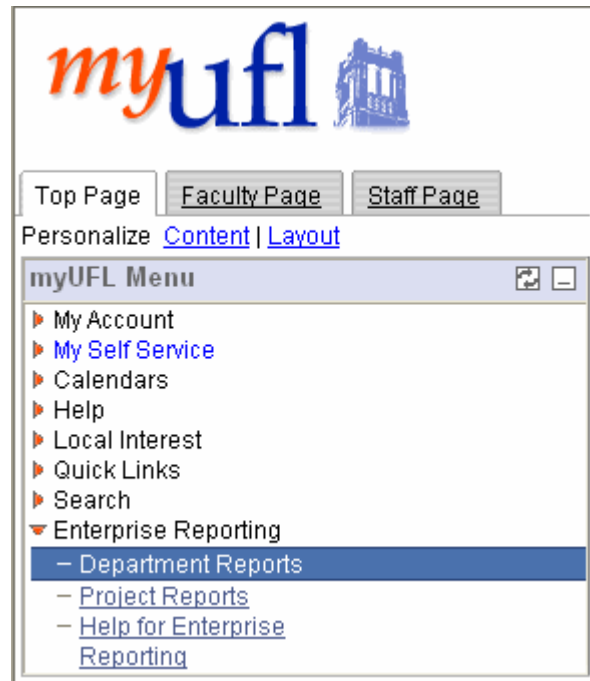 myufl
Top Page Faculty Page Staff Page
Personalize Content | Layout
myUFL Menu
My Account
My Self Service
Calendars
Help
Local Interest
Quick Links
Search
Enterprise Reporting
– Department Reports
– Project Reports
– Help for Enterprise
Reporting